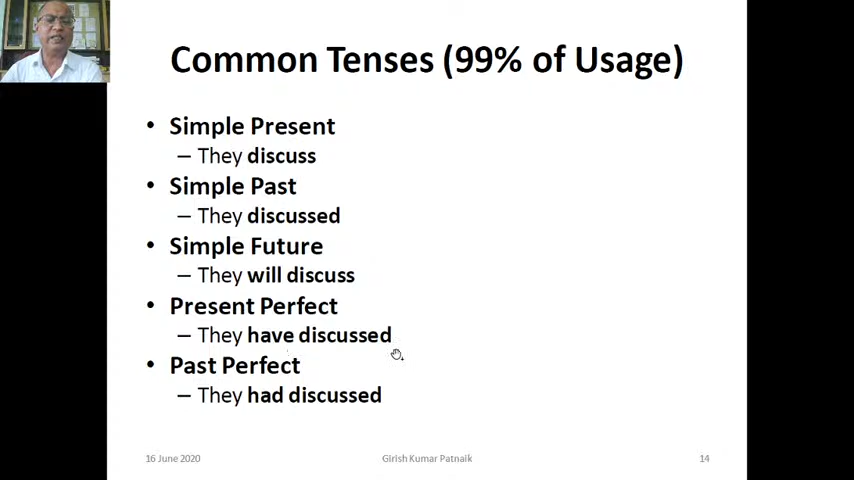 Common Tenses (99% of Usage)
• Simple Present
– They discuss
• Simple Past
– They discussed
• Simple Future
– They will discuss
• Present Perfect
– They have discussed
• Past Perfect
– They had discussed
16 June 2020
Girish Kumar Patnaik
14